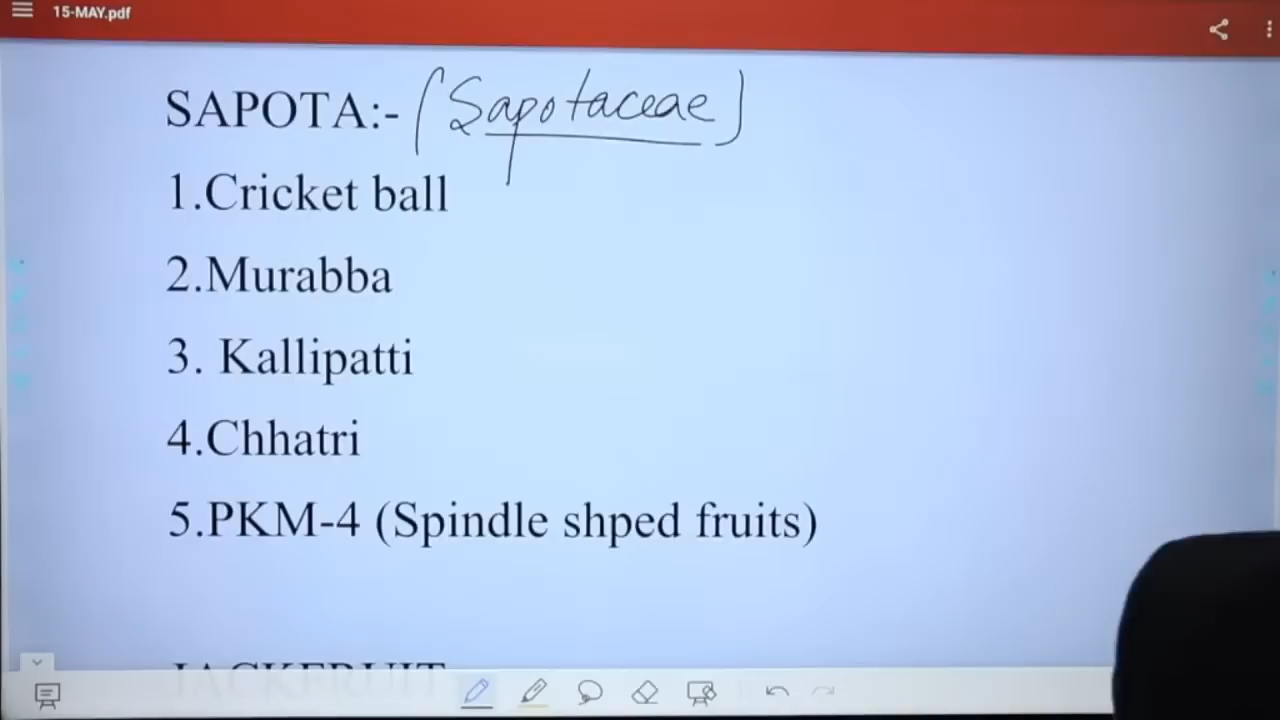 15-MAY.pdf
SAPOTA:- (Sapotaceae)
1.Cricket ball
2.Murabba
3. Kallipatti
4.Chhatri
5.PKM-4 (Spindle shped fruits)
JACKFRUIT